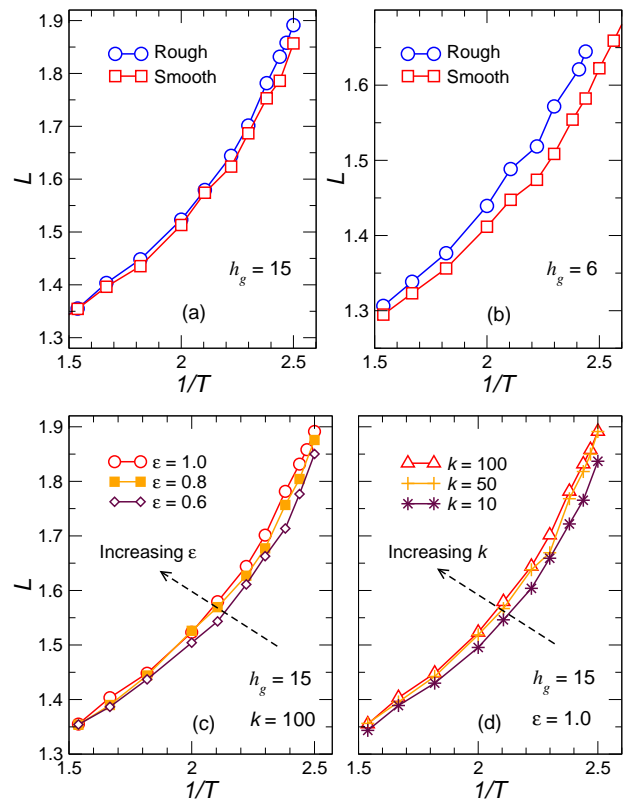 1.9
1.8
1.7
1.6
1.5
1.4
1.3
L
Rough
Smooth
h_g = 15
(a)
1.5 2 2.5
1/T
1.6
1.5
1.4
1.3
L
Rough
Smooth
h_g = 6
(b)
1.5 2 2.5
1/T
1.9
1.8
1.7
1.6
1.5
1.4
1.3
L
ε = 1.0
ε = 0.8
ε = 0.6
Increasing ε
h_g = 15
(c) k = 100
1.5 2 2.5
1/T
k = 100
k = 50
k = 10
Increasing k
h_g = 15
(d) ε = 1.0
1.5 2 2.5
1/T